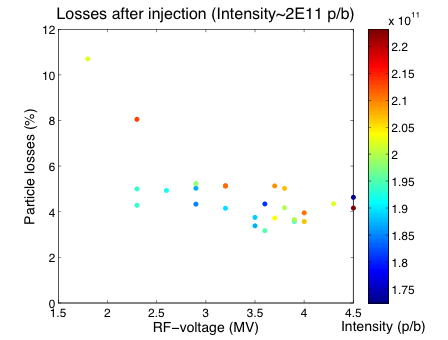 Losses after injection (Intensity~2E11 p/b)
x 10¹¹
12
10
8
6
4
2
0
Particle losses (%)
1.5 2 2.5 3 3.5 4 4.5
RF−voltage (MV)
2.2
2.15
2.1
2.05
2
1.95
1.9
1.85
1.8
1.75
Intensity (p/b)